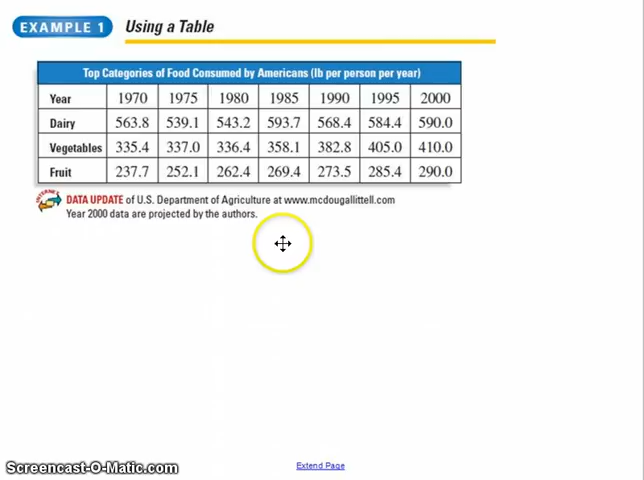 EXAMPLE 1 Using a Table
Top Categories of Food Consumed by Americans (lb per person per year)
Year 1970 1975 1980 1985 1990 1995 2000
Dairy 563.8 539.1 543.2 593.7 568.4 584.4 590.0
Vegetables 335.4 337.0 336.4 358.1 382.8 405.0 410.0
Fruit 237.7 252.1 262.4 269.4 273.5 285.4 290.0
INTERNET DATA UPDATE of U.S. Department of Agriculture at www.mcdougallittell.com
Year 2000 data are projected by the authors.
Extend Page
Screencast-O-Matic.com